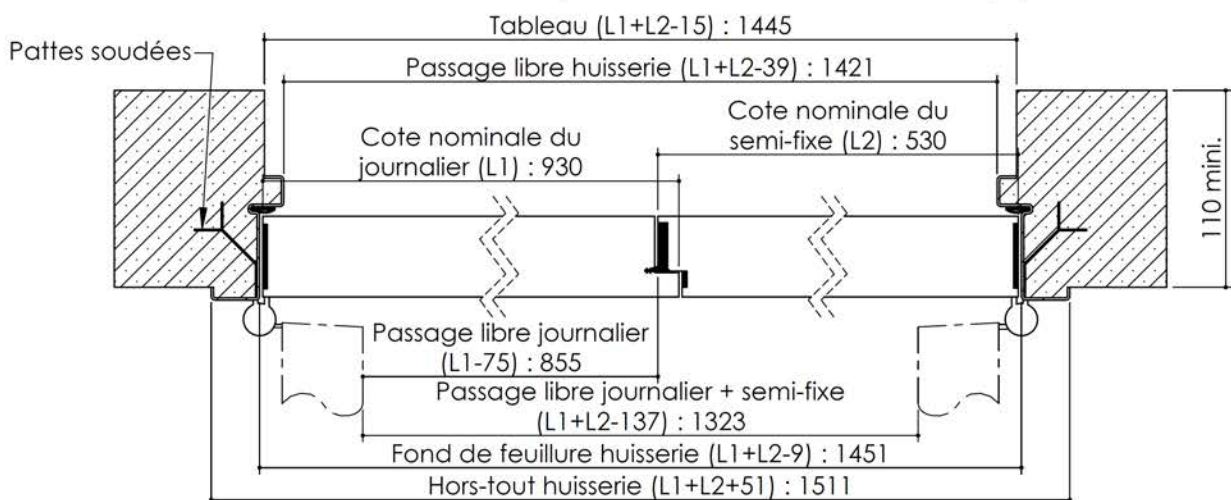 Tableau (L1+L2-15) : 1445
Pattes soudées
Passage libre huisserie (L1+L2-39) : 1421
Cote nominale du
journalier (L1) : 930
Cote nominale du
semi-fixe (L2) : 530
110 mini.
Passage libre journalier
(L1-75) : 855
Passage libre journalier + semi-fixe
(L1+L2-137) : 1323
Fond de feuillure huisserie (L1+L2-9) : 1451
Hors-tout huisserie (L1+L2+51) : 1511